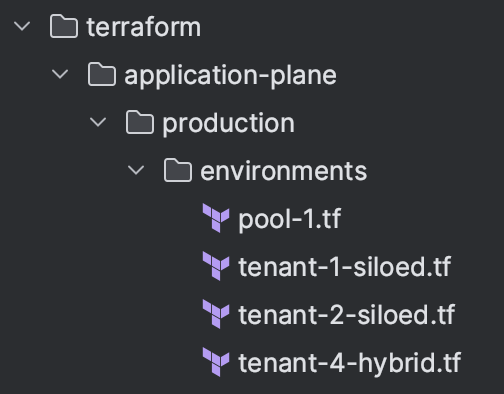 terraform
application-plane
production
environments
pool-1.tf
tenant-1-siloed.tf
tenant-2-siloed.tf
tenant-4-hybrid.tf